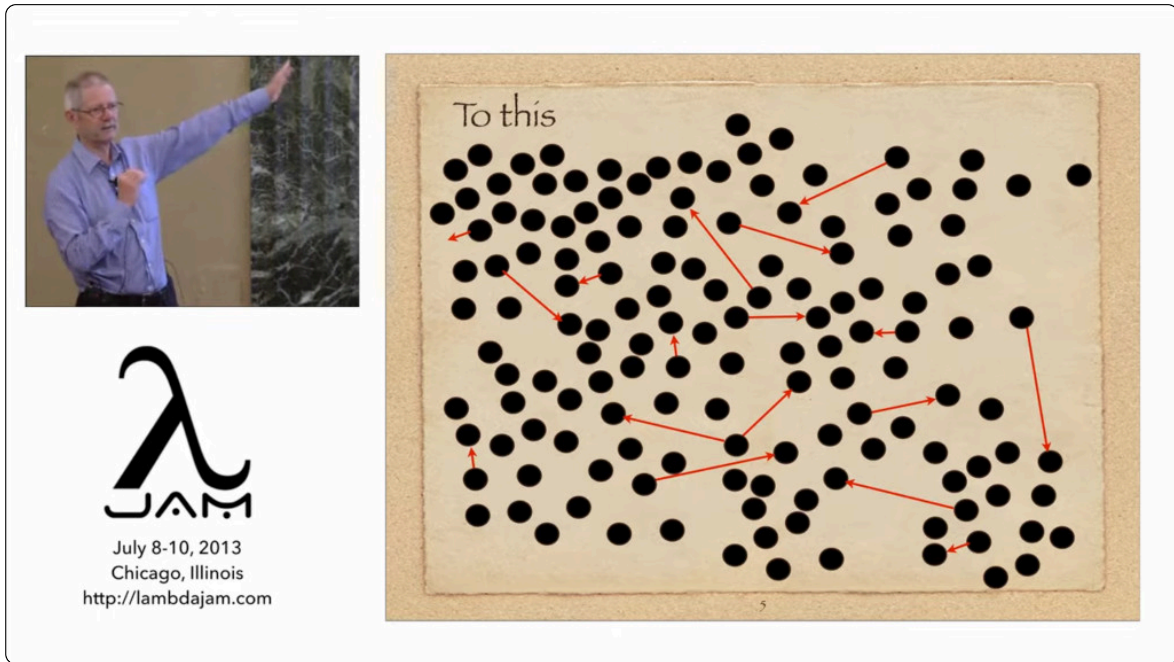 To this
5
λ
JAM
July 8-10, 2013
Chicago, Illinois
http://lambdajam.com